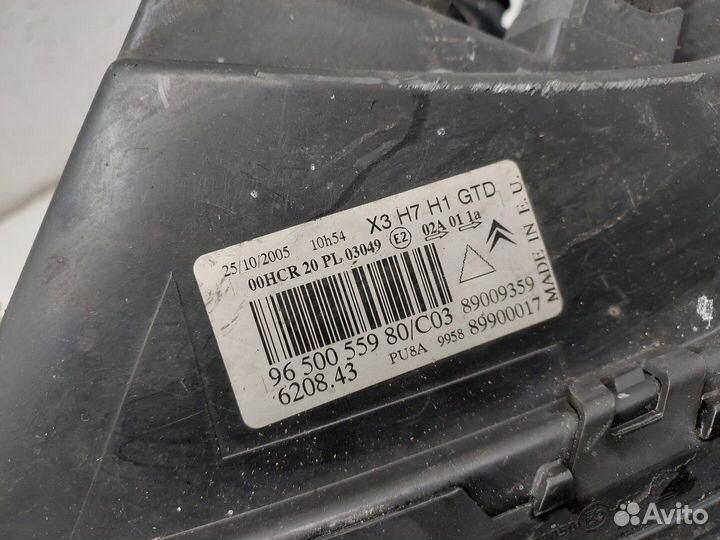 25/10/2005 10h54 X3 H7 H1 GTD
00HCR 20 PL 03049 E2 02A 01 1a
MADE IN E.U
96 500 559 80/C03 89009359
6208.43 PU8A 9958 89900017
Avito